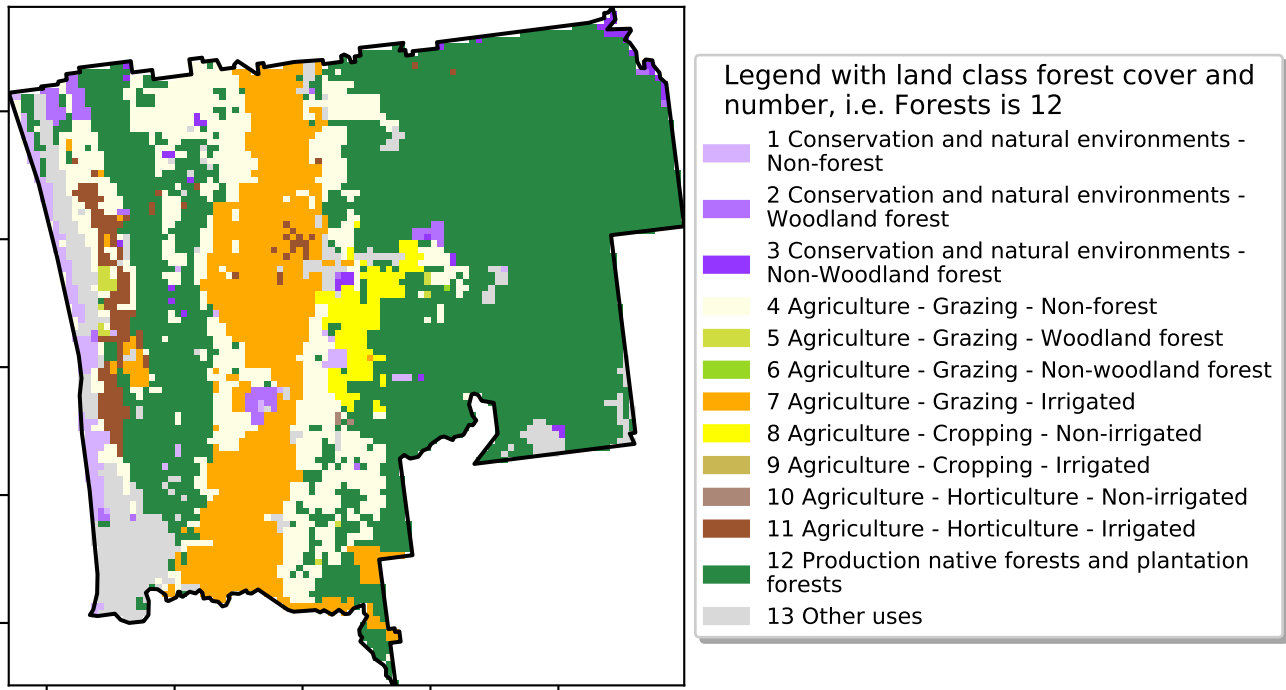 Legend with land class forest cover and
number, i.e. Forests is 12
1 Conservation and natural environments -
Non-forest
2 Conservation and natural environments -
Woodland forest
3 Conservation and natural environments -
Non-Woodland forest
4 Agriculture - Grazing - Non-forest
5 Agriculture - Grazing - Woodland forest
6 Agriculture - Grazing - Non-woodland forest
7 Agriculture - Grazing - Irrigated
8 Agriculture - Cropping - Non-irrigated
9 Agriculture - Cropping - Irrigated
10 Agriculture - Horticulture - Non-irrigated
11 Agriculture - Horticulture - Irrigated
12 Production native forests and plantation
forests
13 Other uses